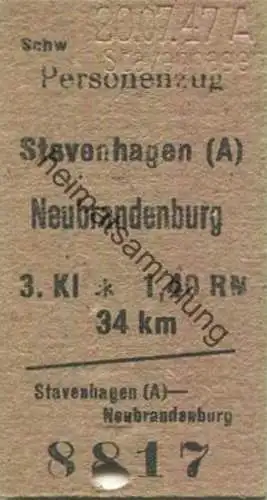 20.07.47 A
Stavenhagen
Schw
Personenzug
Stavenhagen (A)
Neubrandenburg
3. Kl * RM
34 km
Stavenhagen (A)—
Neubrandenburg
8817
heimatsammlung